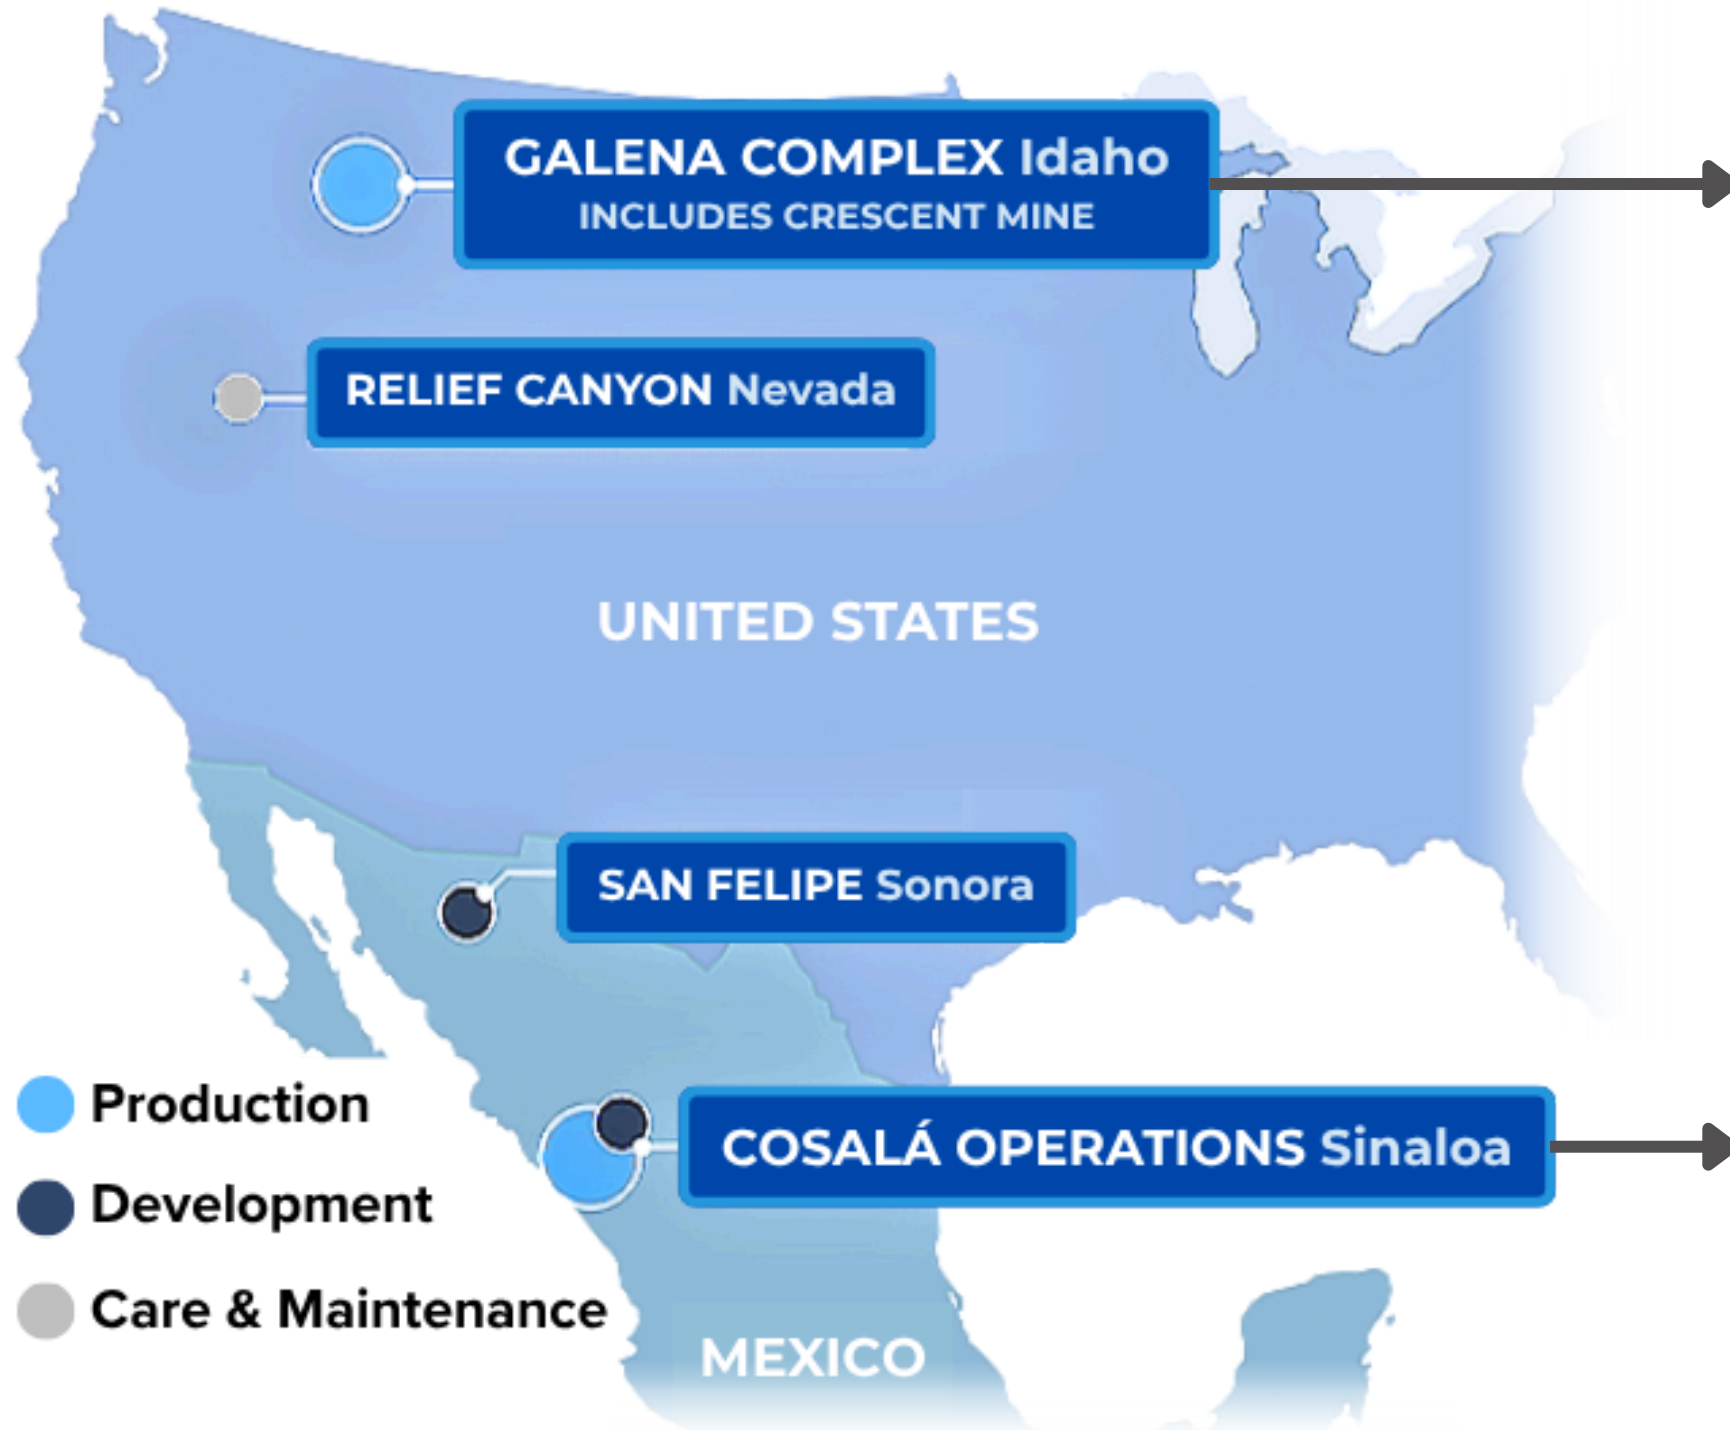 GALENA COMPLEX Idaho
INCLUDES CRESCENT MINE
RELIEF CANYON Nevada
UNITED STATES
SAN FELIPE Sonora
COSALÁ OPERATIONS Sinaloa
Production
Development
Care & Maintenance
MEXICO